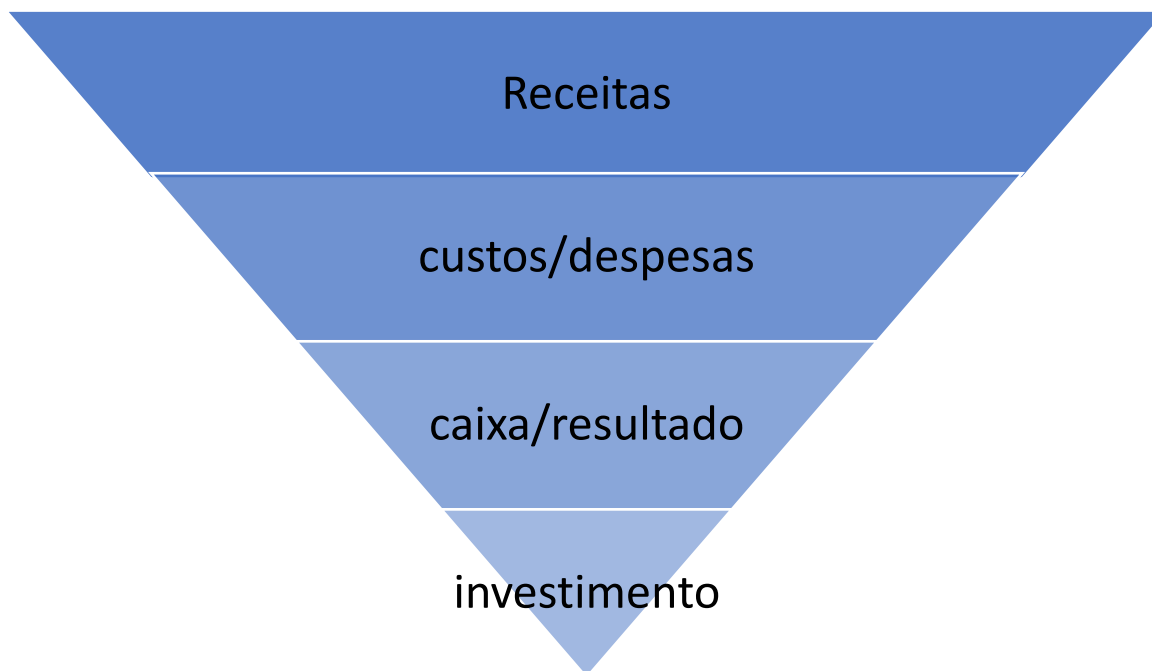 Receitas
custos/despesas
caixa/resultado
investimento